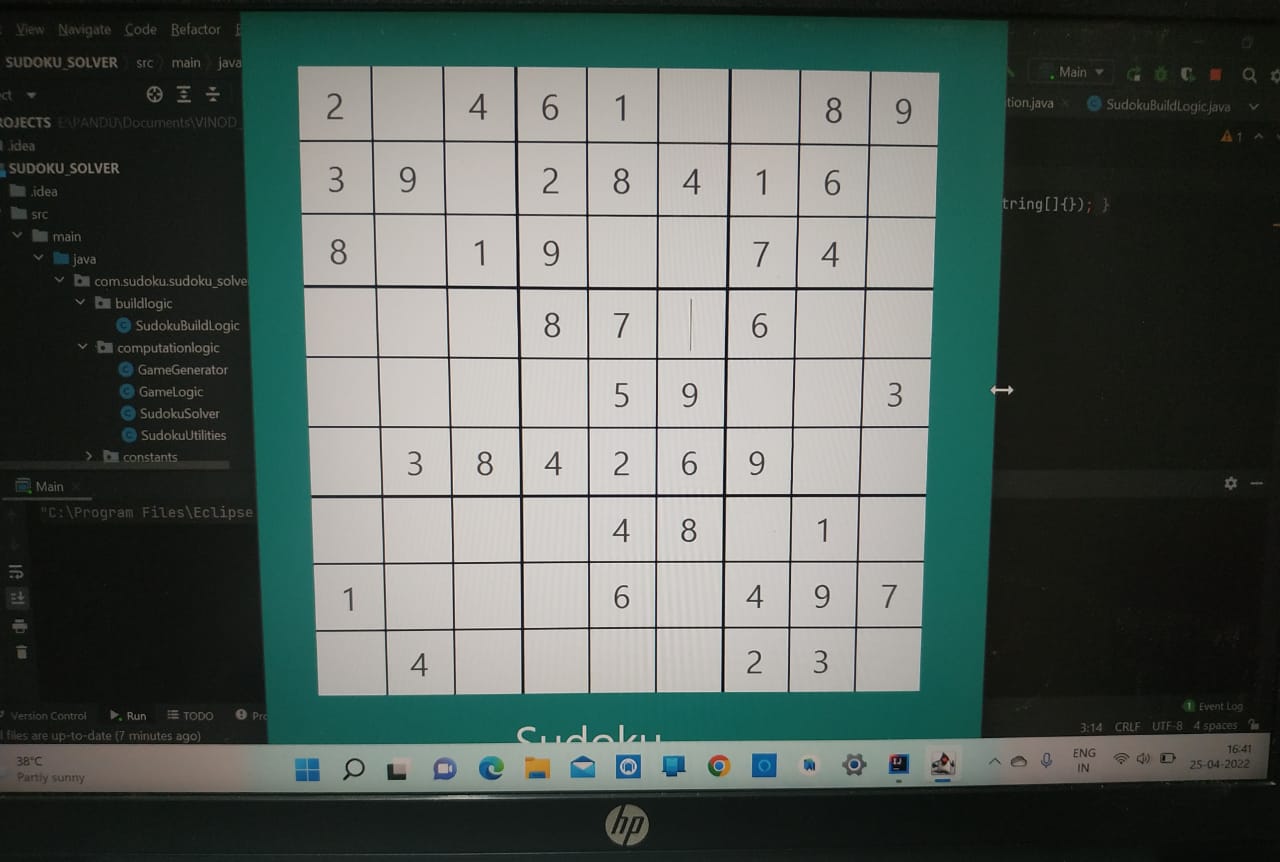 View Navigate Code Refactor
SUDOKU_SOLVER src main java
Main
tion.java SudokuBuildLogic.java
ROJECTS E:\PANDU\Documents\VINOD_
.idea
SUDOKU_SOLVER
.idea
src
main
java
com.sudoku.sudoku_solve
buildlogic
SudokuBuildLogic
computationlogic
GameGenerator
GameLogic
SudokuSolver
SudokuUtilities
constants
1
tring[]{}); }
2 4 6 1 8 9
3 9 2 8 4 1 6
8 1 9 7 4
8 7 6
5 9 3
3 8 4 2 6 9
4 8 1
1 6 4 9 7
4 2 3
Sudoku
Main
"C:\Program Files\Eclipse
Version Control Run TODO Pro
files are up-to-date (7 minutes ago)
1 Event Log
3:14 CRLF UTF-8 4 spaces
38°C
Partly sunny
ENG
IN
16:41
25-04-2022
hp